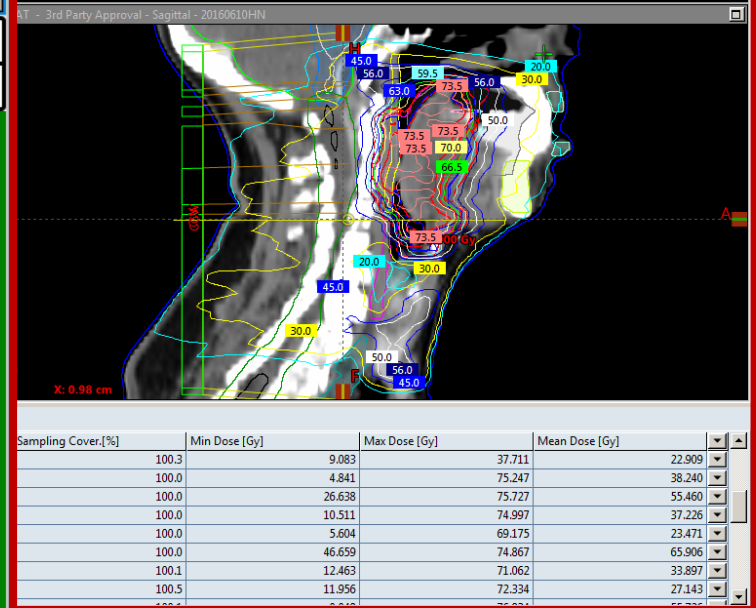 AT - 3rd Party Approval - Sagittal - 20160610HN
H
45.0
20.0
56.0
59.5
56.0
30.0
63.0
73.5
50.0
73.5
73.5
73.5
70.0
66.5
A
73.5
00 Gy
20.0
30.0
45.0
30.0
50.0
56.0
F
45.0
X: 0.98 cm
Sampling Cover.[%] Min Dose [Gy] Max Dose [Gy] Mean Dose [Gy]
100.3 9.083 37.711 22.909
100.0 4.841 75.247 38.240
100.0 26.638 75.727 55.460
100.0 10.511 74.997 37.226
100.0 5.604 69.175 23.471
100.0 46.659 74.867 65.906
100.1 12.463 71.062 33.897
100.5 11.956 72.334 27.143